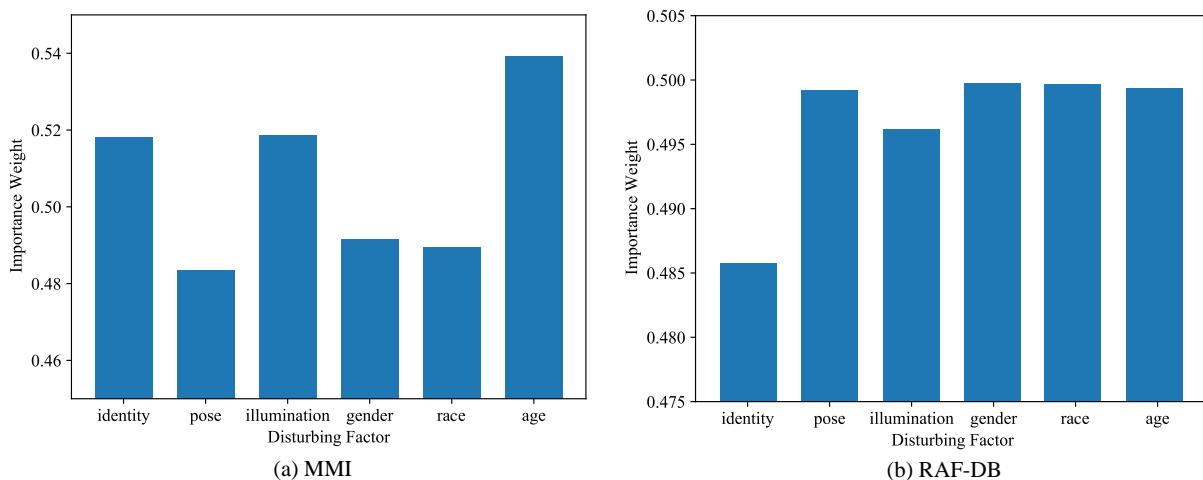 0.54
0.52
0.50
0.48
0.46
Importance Weight
identity pose illumination gender race age
Disturbing Factor
(a) MMI
0.505
0.500
0.495
0.490
0.485
0.480
0.475
Importance Weight
identity pose illumination gender race age
Disturbing Factor
(b) RAF-DB